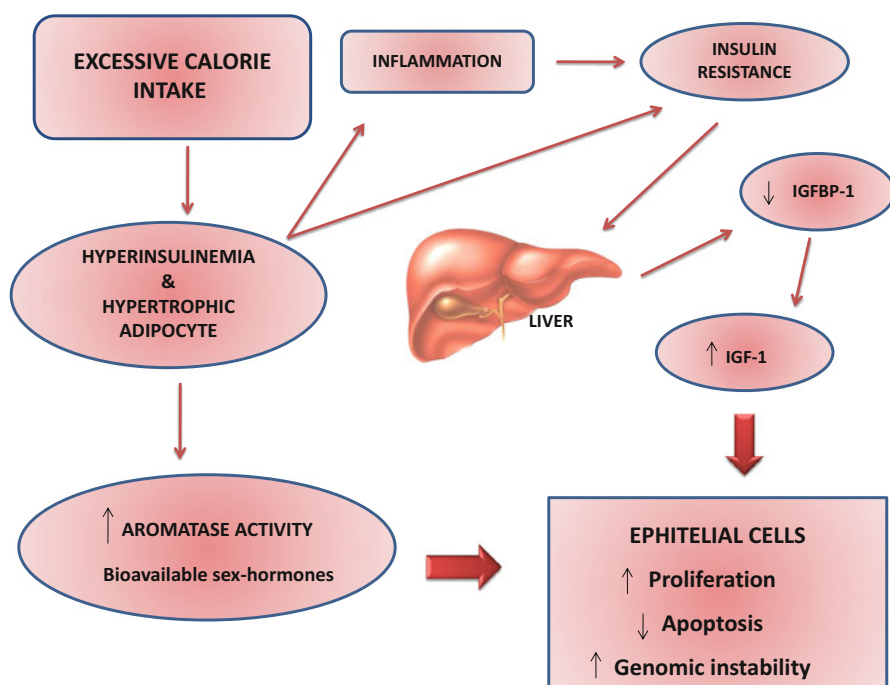 EXCESSIVE CALORIE
INTAKE
INFLAMMATION
INSULIN
RESISTANCE
↓ IGFBP-1
HYPERINSULINEMIA
&
HYPERTROPHIC
ADIPOCYTE
LIVER
↑ IGF-1
↑ AROMATASE ACTIVITY
Bioavailable sex-hormones
EPHITELIAL CELLS
↑ Proliferation
↓ Apoptosis
↑ Genomic instability